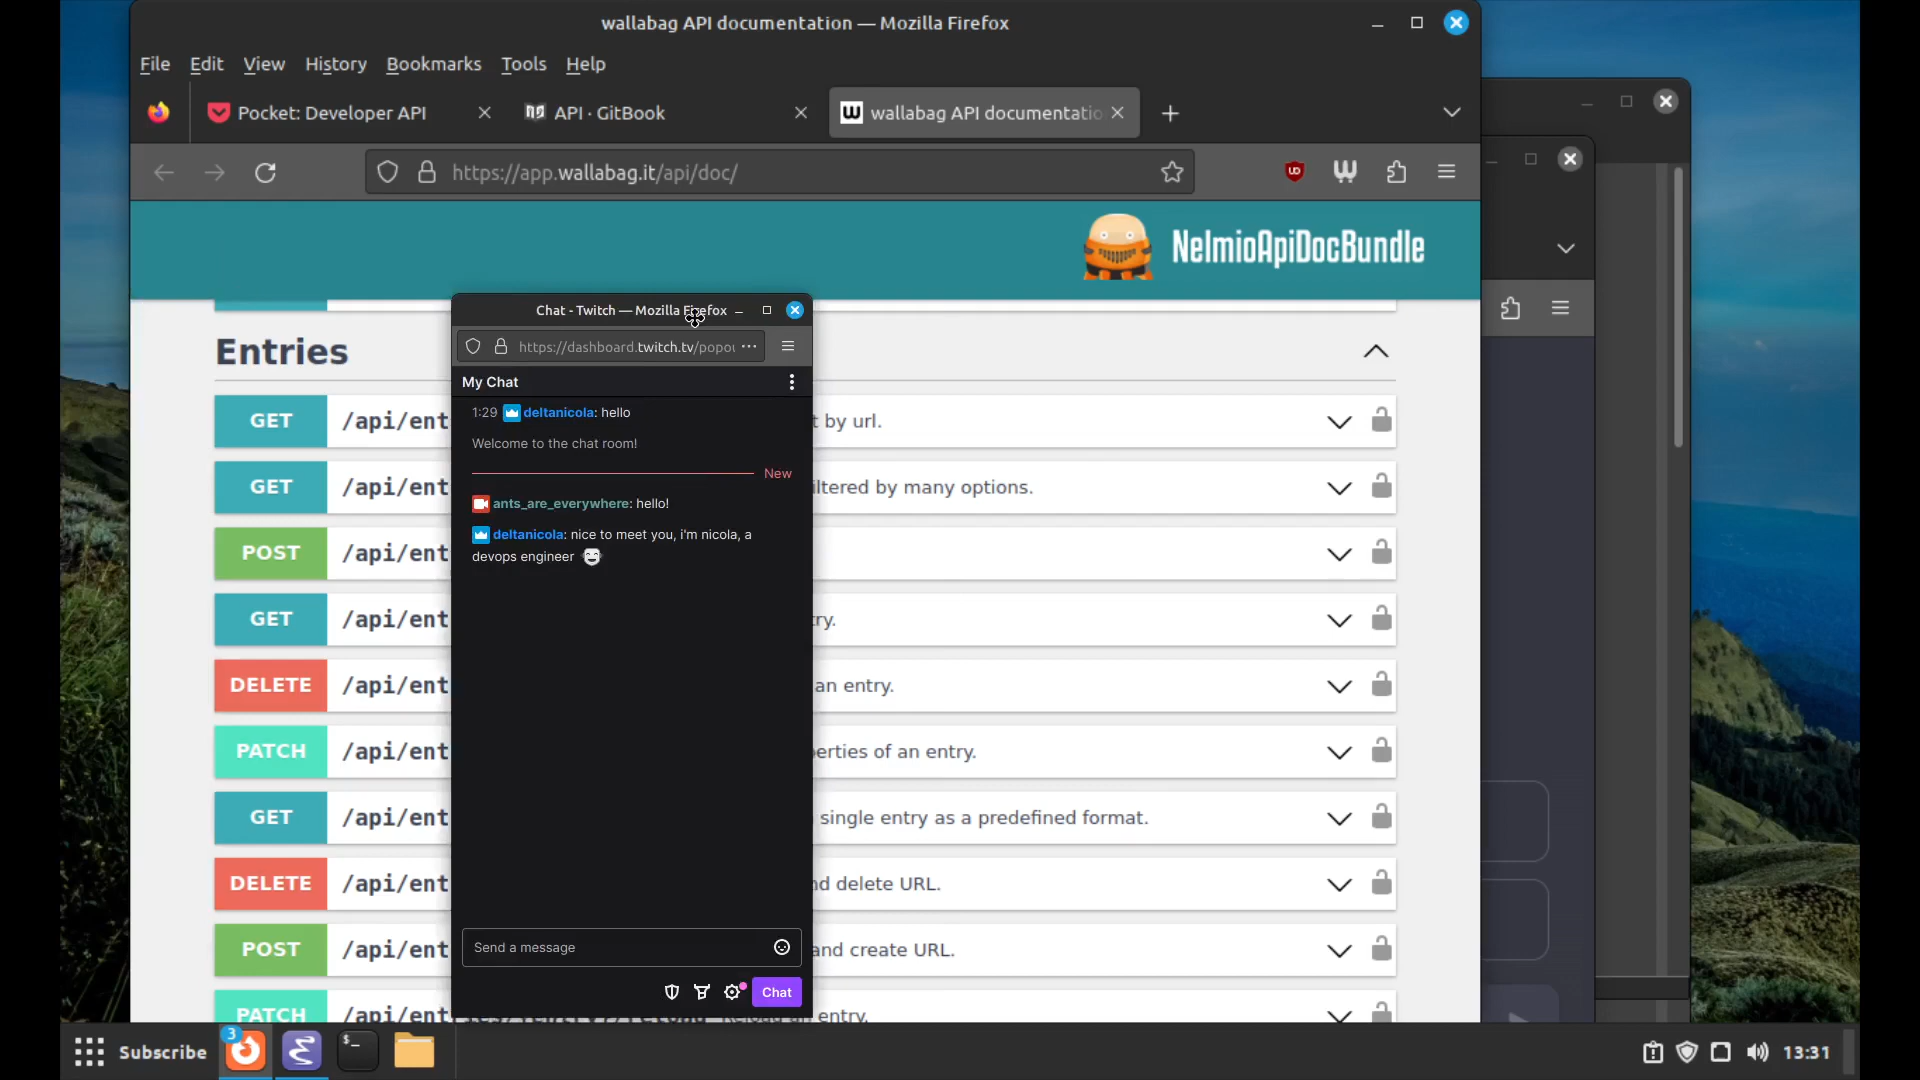 wallabag API documentation — Mozilla Firefox
File Edit View History Bookmarks Tools Help
Pocket: Developer API
API · GitBook
wallabag API documentatio
https://app.wallabag.it/api/doc/
UD
NelmioApiDocBundle
Entries
Chat - Twitch — Mozilla Firefox
https://dashboard.twitch.tv/popou
My Chat
1:29 deltanicola: hello
Welcome to the chat room!
New
ants_are_everywhere: hello!
deltanicola: nice to meet you, i'm nicola, a
devops engineer
Send a message
Chat
GET /api/ent t by url.
GET /api/ent iltered by many options.
POST /api/ent
GET /api/ent try.
DELETE /api/ent an entry.
PATCH /api/ent erties of an entry.
GET /api/ent single entry as a predefined format.
DELETE /api/ent nd delete URL.
POST /api/ent and create URL.
PATCH /api/ent entry.
3
Subscribe
$_
13:31